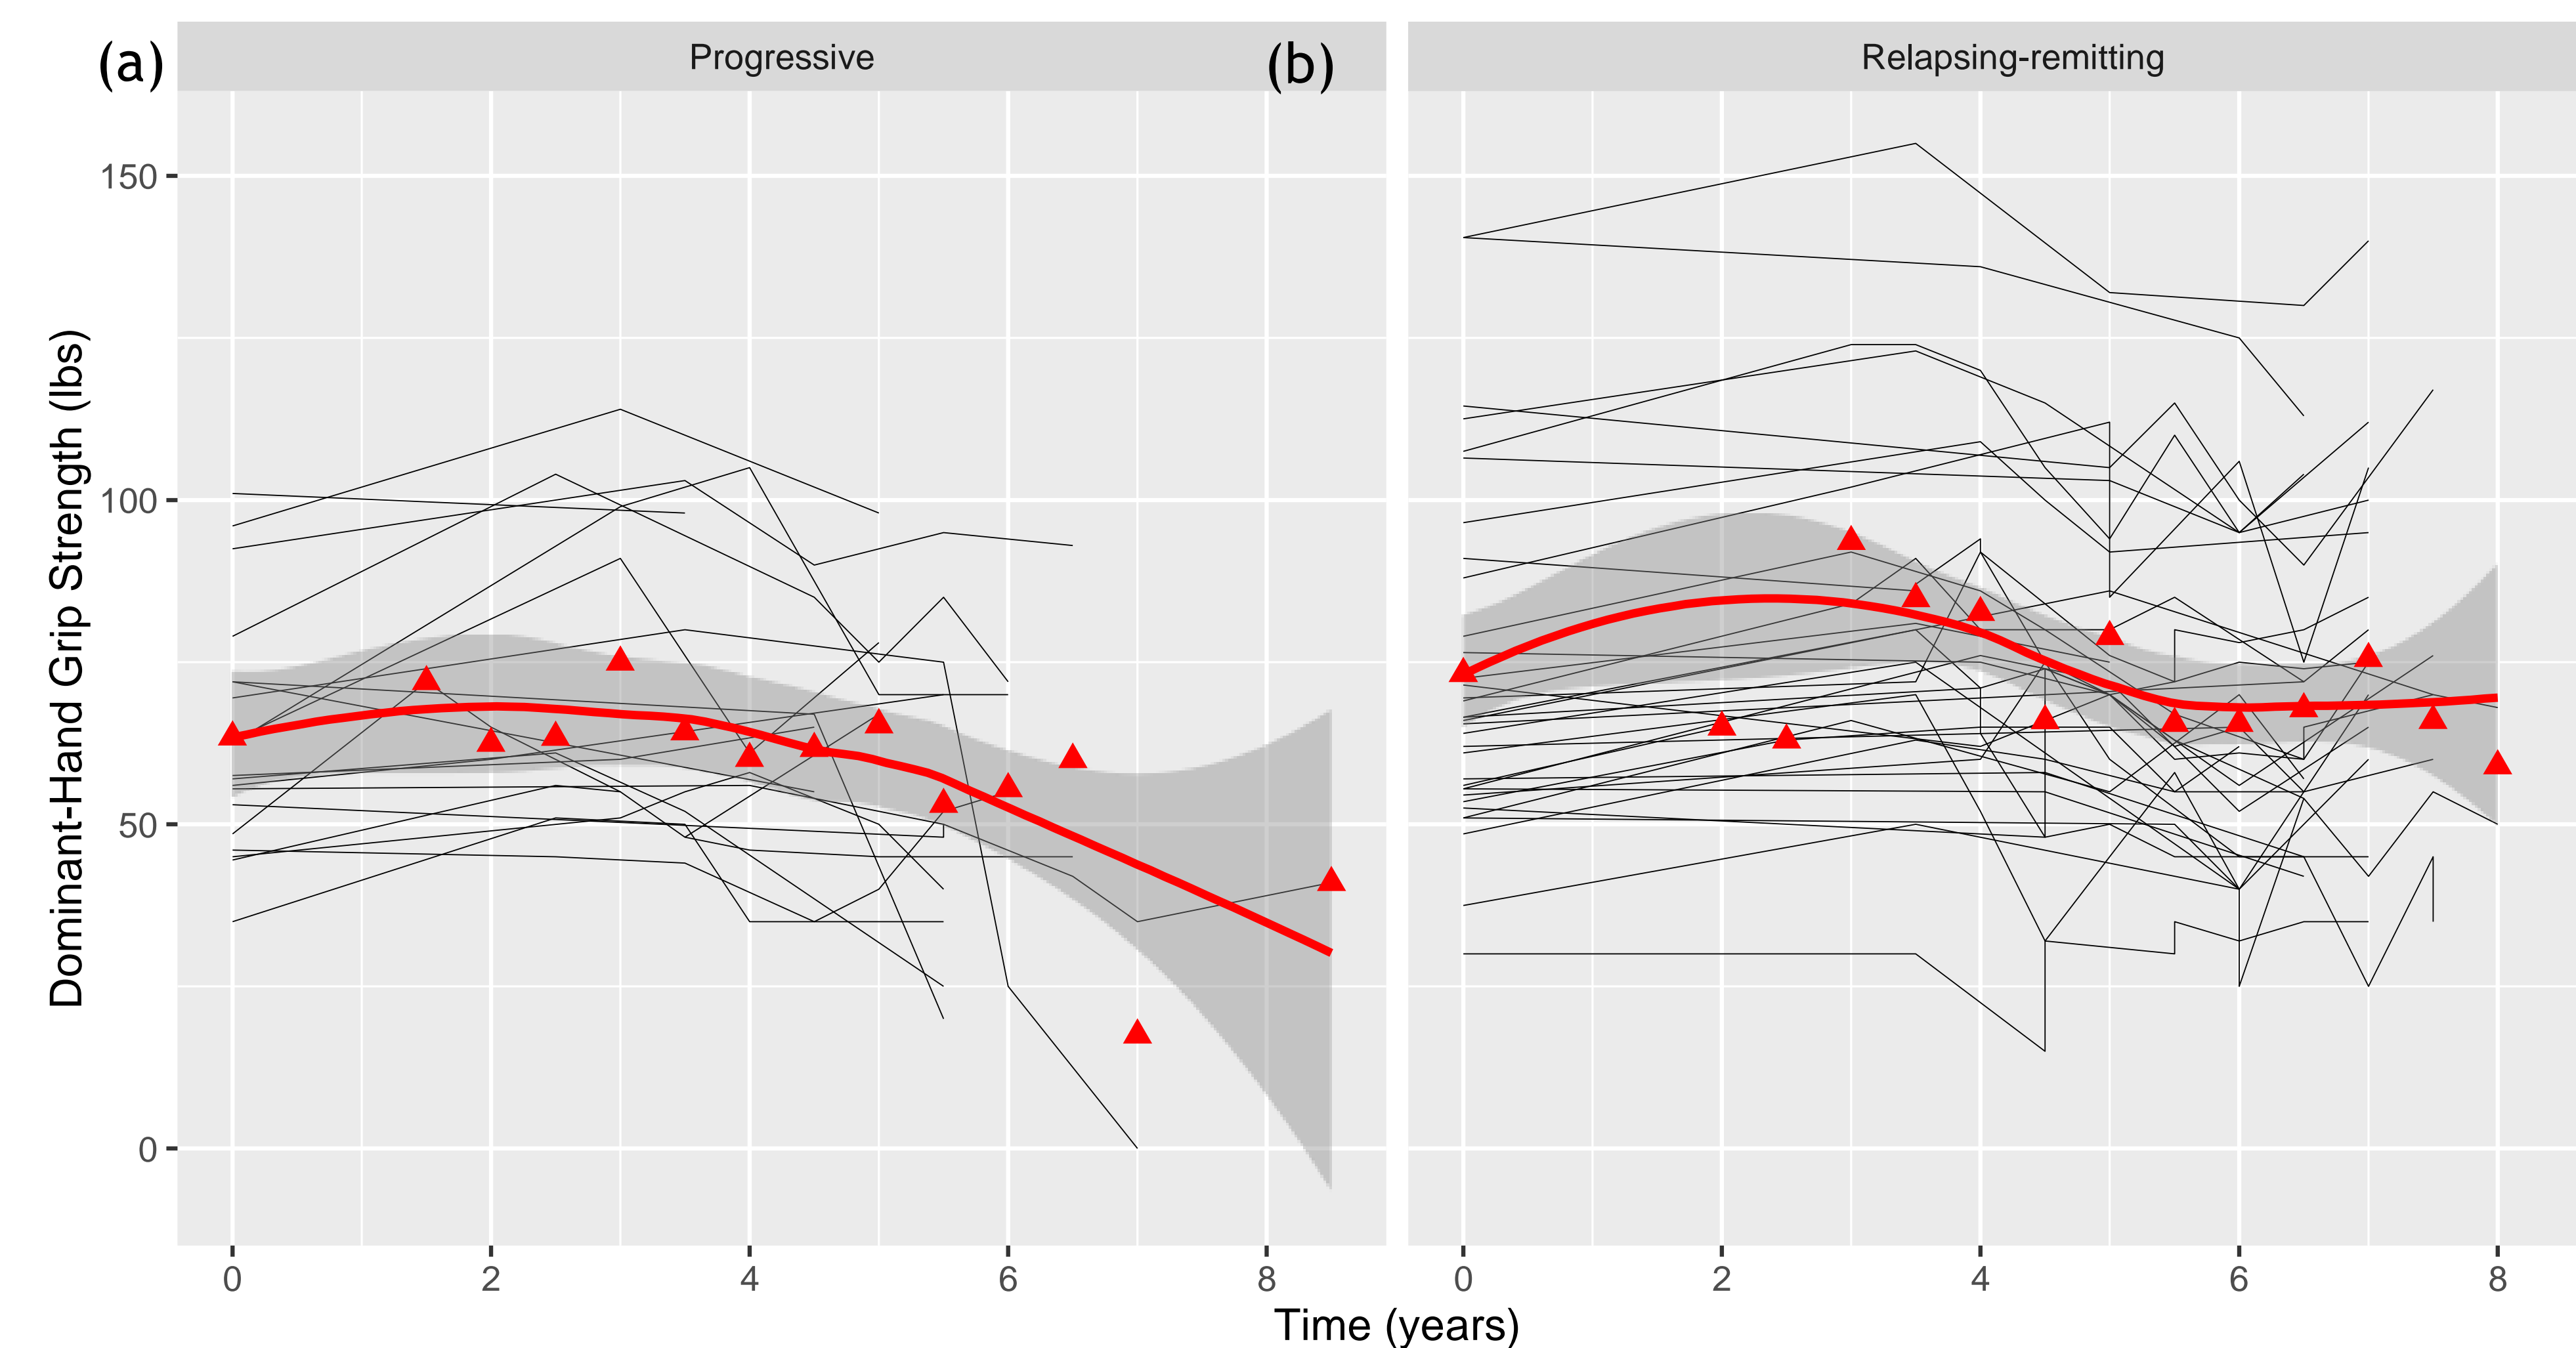 (a) Progressive (b) Relapsing-remitting
150
100
50
0
Dominant-Hand Grip Strength (lbs)
0 2 4 6 8 0 2 4 6 8
Time (years)